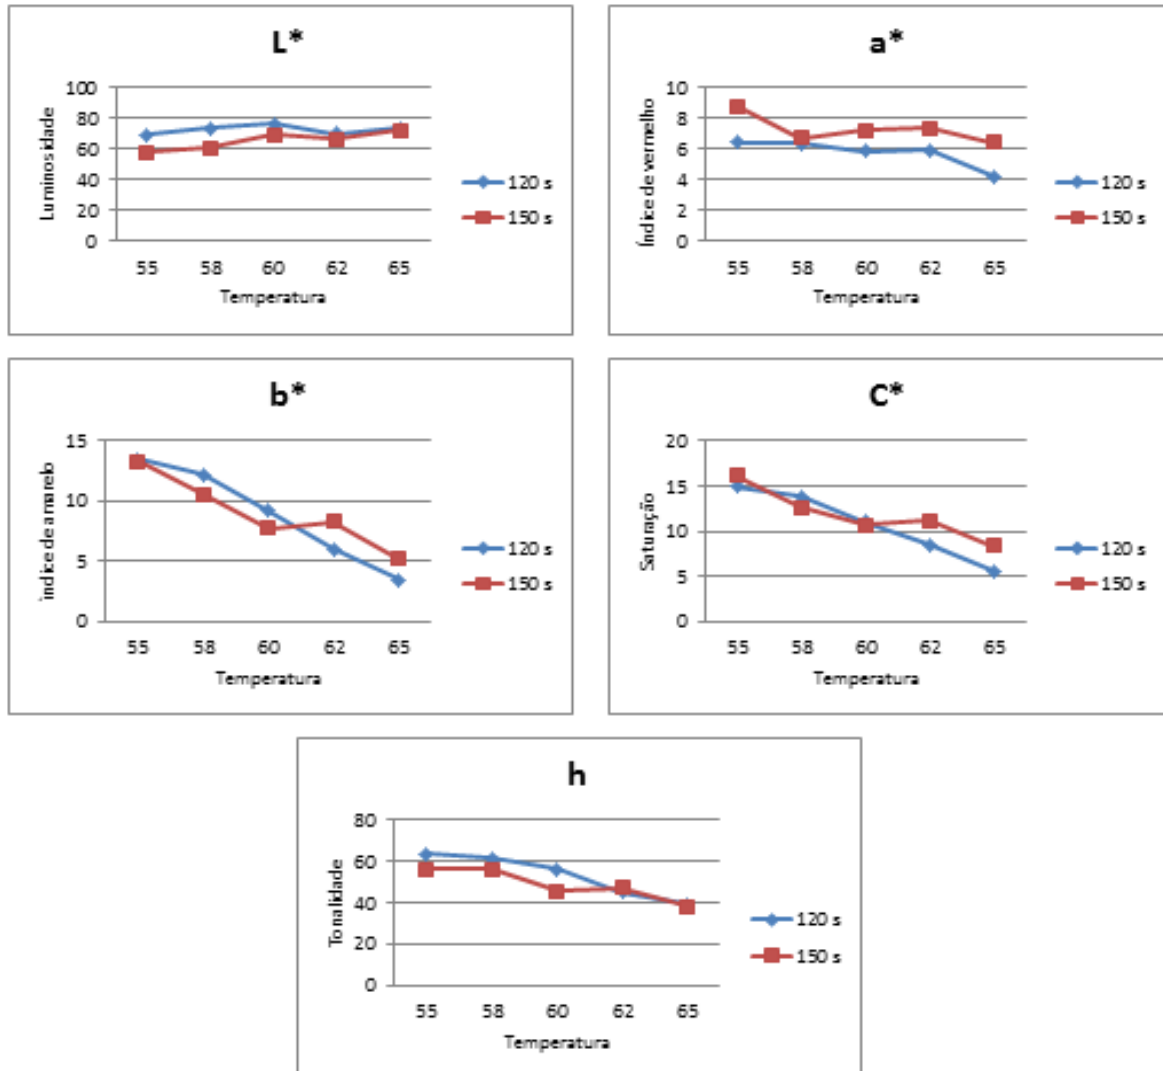 L*
Luminosidade
100
80
60
40
20
0
55 58 60 62 65
Temperatura
120 s
150 s
a*
Índice de vermelho
10
8
6
4
2
0
55 58 60 62 65
Temperatura
120 s
150 s
b*
Índice de amarelo
15
10
5
0
55 58 60 62 65
Temperatura
120 s
150 s
C*
Saturação
20
15
10
5
0
55 58 60 62 65
Temperatura
120 s
150 s
h
Tonalidade
80
60
40
20
0
55 58 60 62 65
Temperatura
120 s
150 s